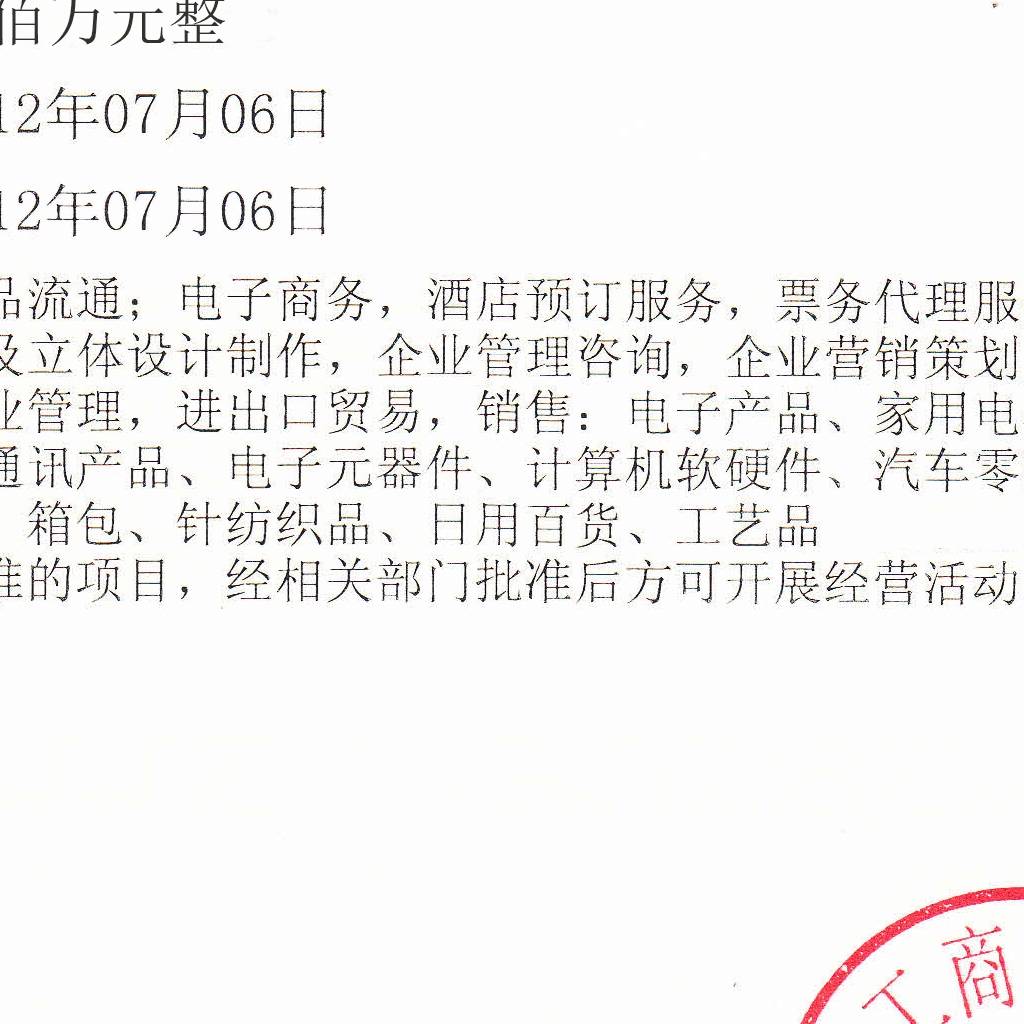 佰万元整
12年07月06日
12年07月06日
品流通；电子商务，酒店预订服务，票务代理服
及立体设计制作，企业管理咨询，企业营销策划
业管理，进出口贸易，销售：电子产品、家用电
通讯产品、电子元器件、计算机软硬件、汽车零
箱包、针纺织品、日用百货、工艺品
准的项目，经相关部门批准后方可开展经营活动
工商